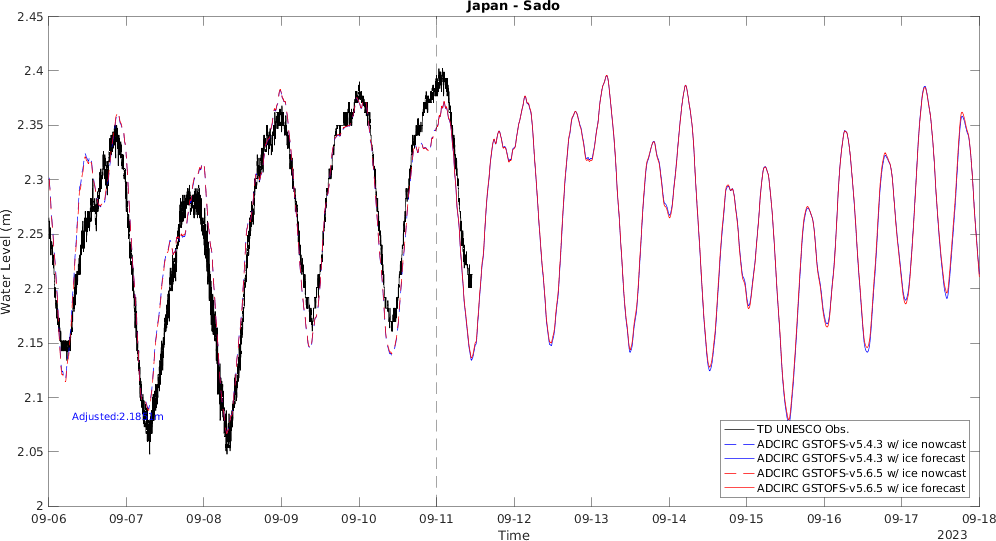 Japan - Sado
2.45
2.4
2.35
2.3
2.25
2.2
2.15
2.1
2.05
2
Water Level (m)
Adjusted:2.18
TD UNESCO Obs.
ADCIRC GSTOFS-v5.4.3 w/ ice nowcast
ADCIRC GSTOFS-v5.4.3 w/ ice forecast
ADCIRC GSTOFS-v5.6.5 w/ ice nowcast
ADCIRC GSTOFS-v5.6.5 w/ ice forecast
09-06 09-07 09-08 09-09 09-10 09-11 09-12 09-13 09-14 09-15 09-16 09-17 09-18
Time
2023